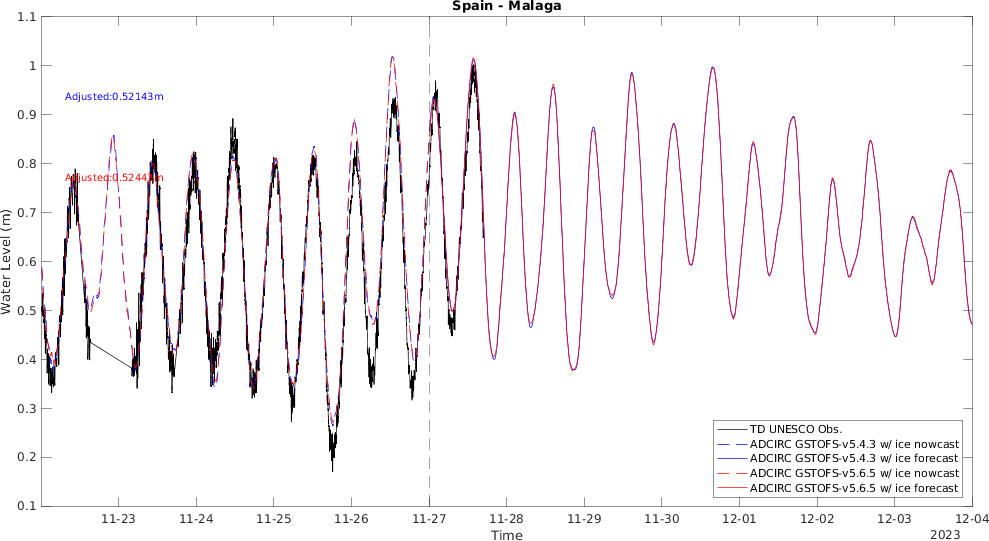 Spain - Malaga
1.1
1
0.9
0.8
0.7
0.6
0.5
0.4
0.3
0.2
0.1
Water Level (m)
Adjusted:0.52143m
Adjusted:0.52442m
TD UNESCO Obs.
ADCIRC GSTOFS-v5.4.3 w/ ice nowcast
ADCIRC GSTOFS-v5.4.3 w/ ice forecast
ADCIRC GSTOFS-v5.6.5 w/ ice nowcast
ADCIRC GSTOFS-v5.6.5 w/ ice forecast
11-23 11-24 11-25 11-26 11-27 11-28 11-29 11-30 12-01 12-02 12-03 12-04
Time
2023